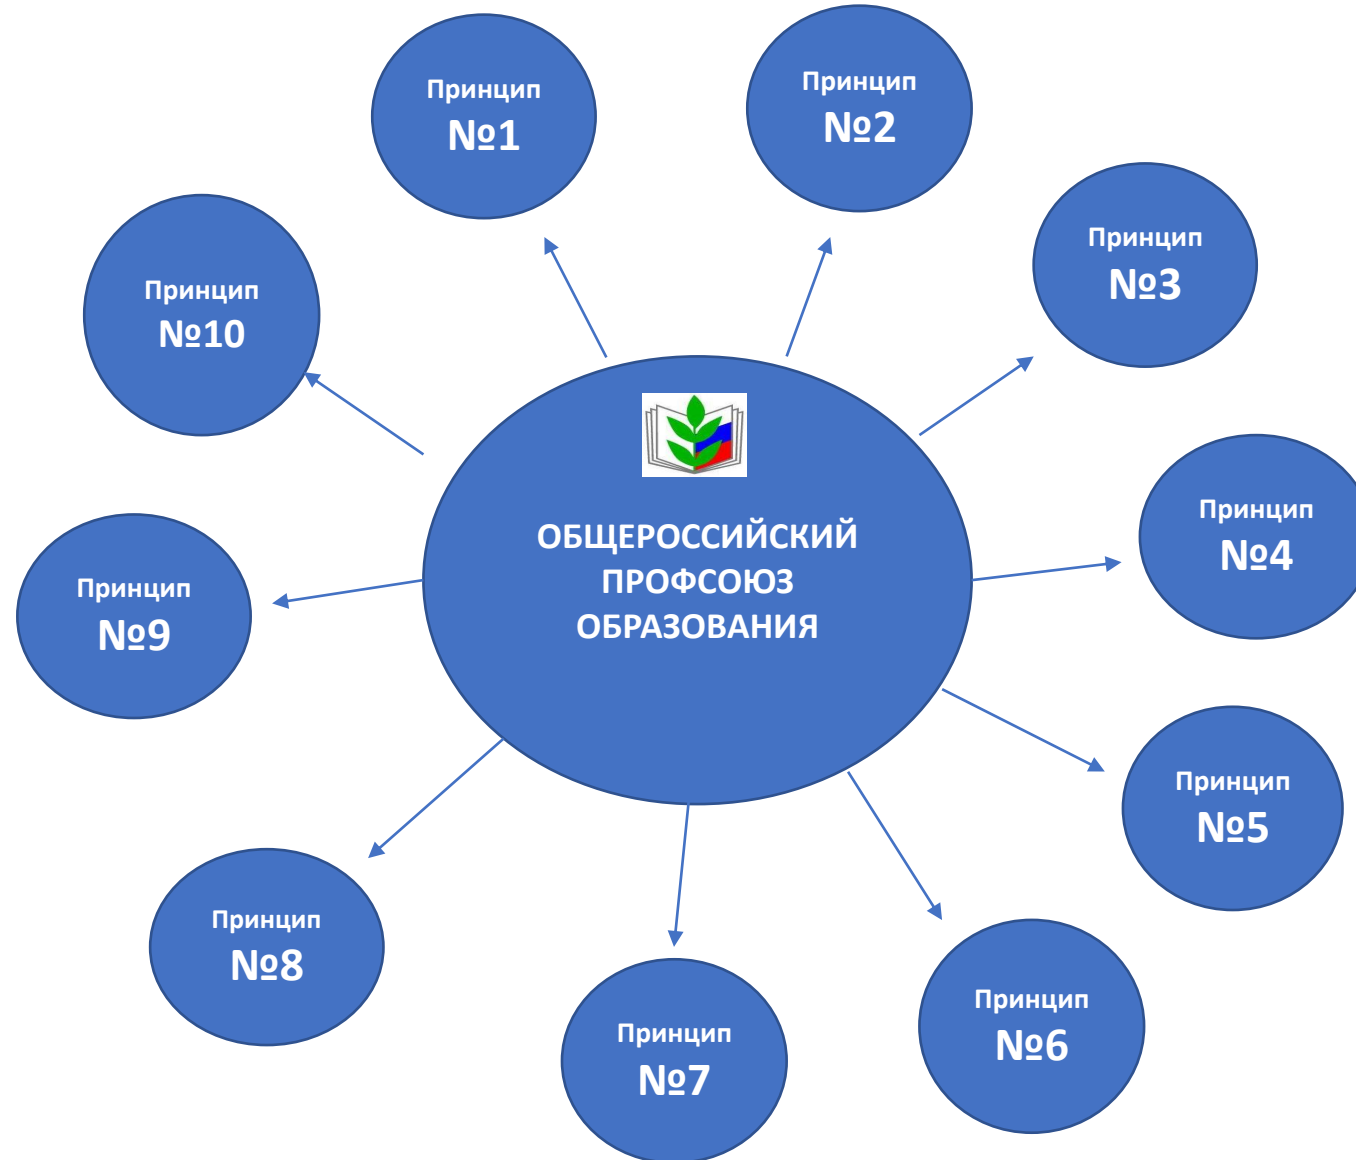 Принцип
№1
Принцип
№2
Принцип
№3
Принцип
№10
Принцип
№4
ОБЩЕРОССИЙСКИЙ
ПРОФСОЮЗ
ОБРАЗОВАНИЯ
Принцип
№9
Принцип
№5
Принцип
№8
Принцип
№6
Принцип
№7